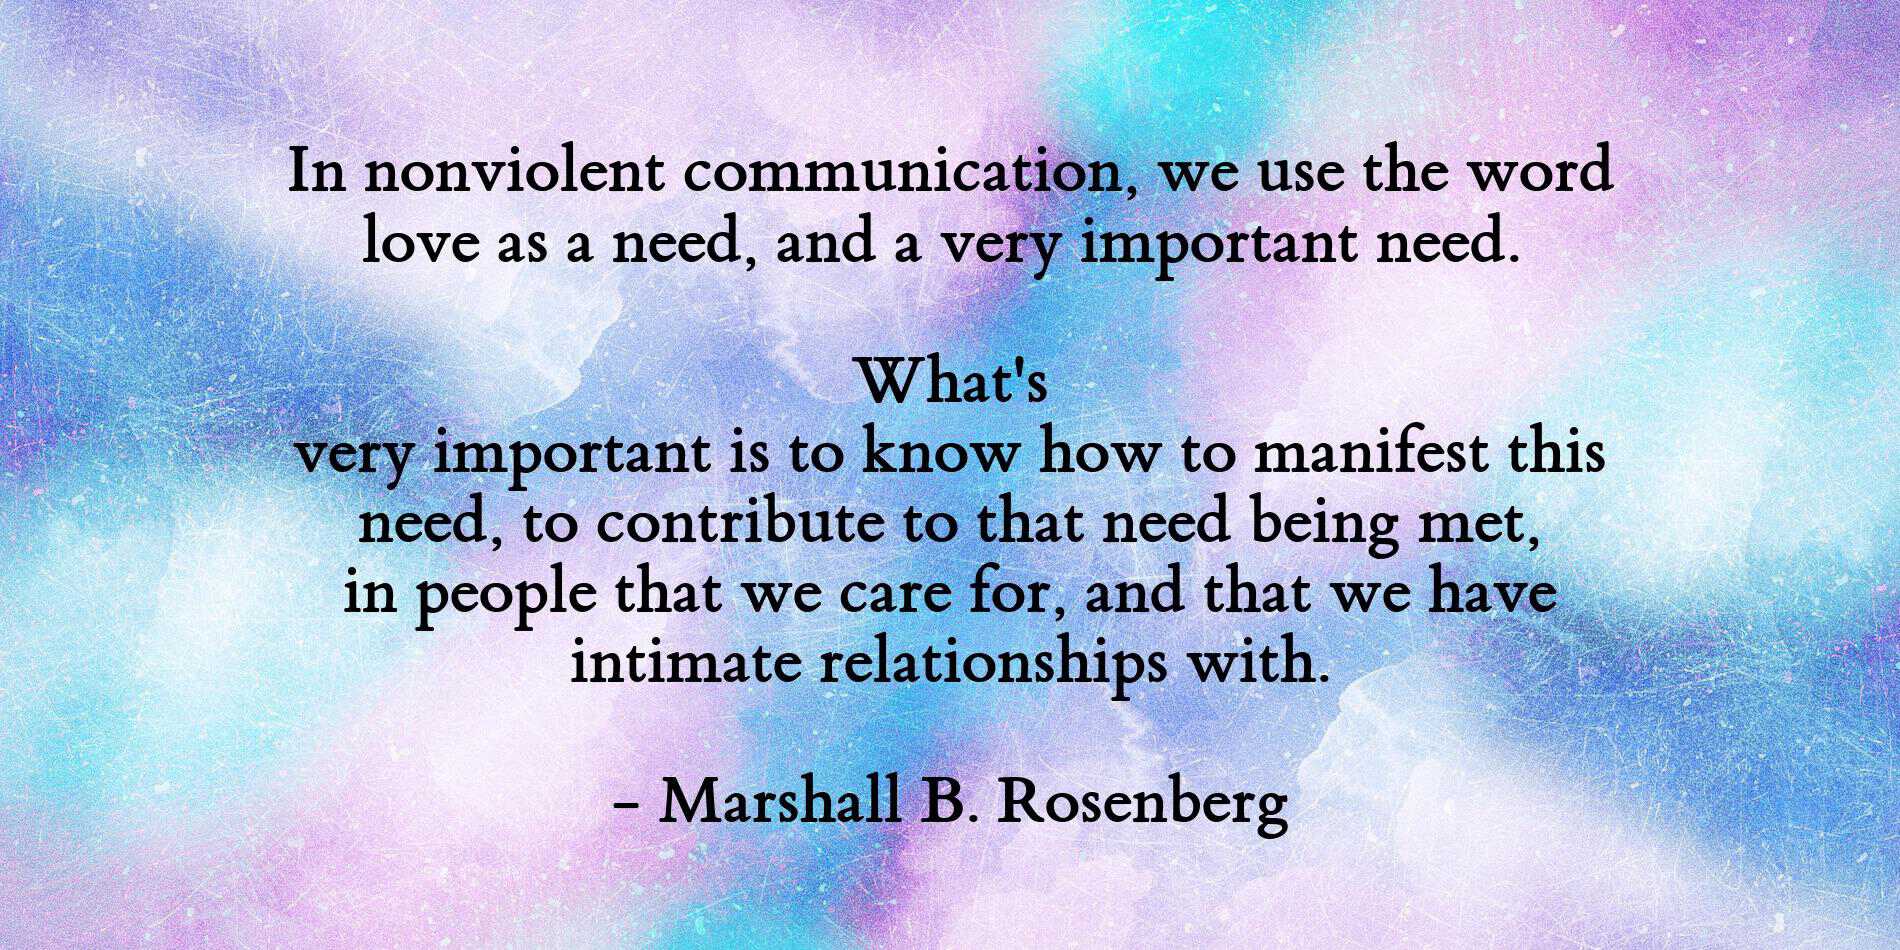 In nonviolent communication, we use the word
love as a need, and a very important need.
What's
very important is to know how to manifest this
need, to contribute to that need being met,
in people that we care for, and that we have
intimate relationships with.
– Marshall B. Rosenberg